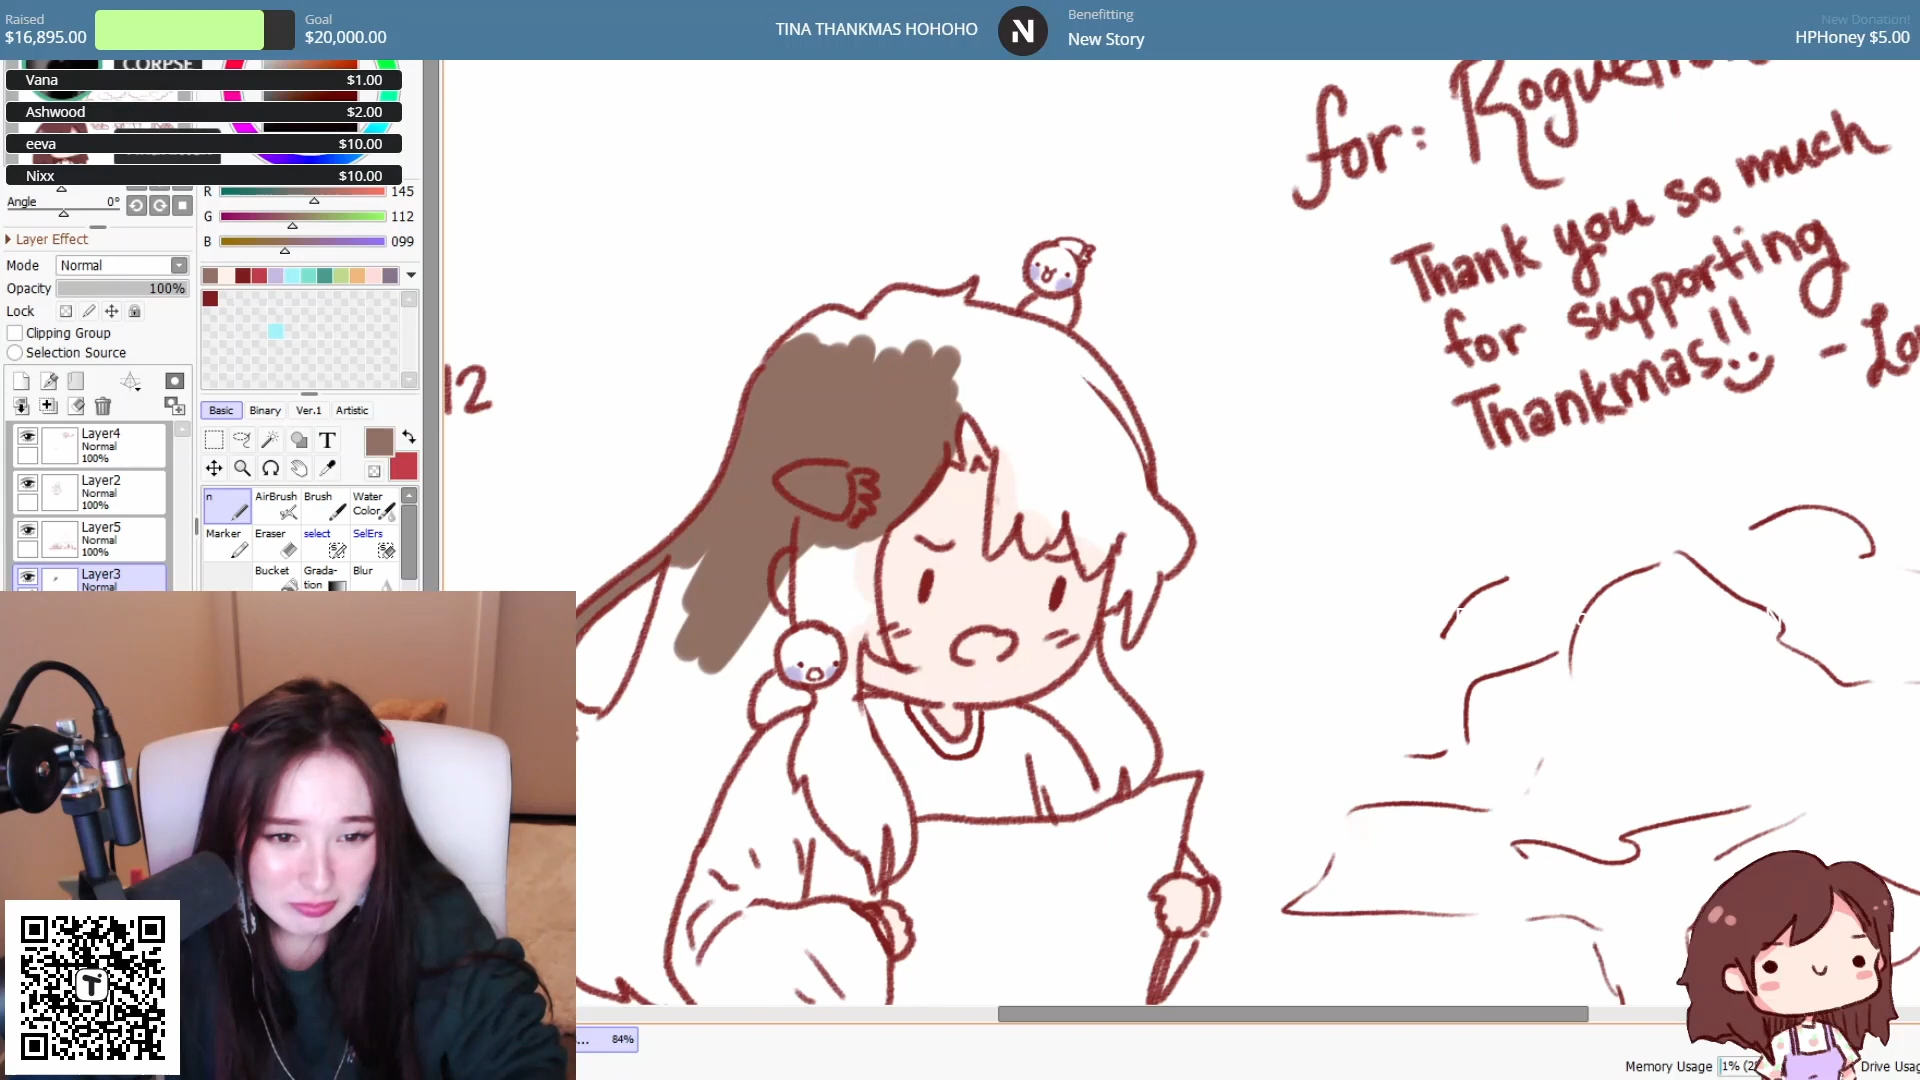 Raised
$16,895.00
Goal
$20,000.00
TINA THANKMAS HOHOHO
N
Benefitting
New Story
New Donation!
HPHoney $5.00
CORPSE
Vana $1.00
Ashwood $2.00
eeva $10.00
Nixx $10.00
R 145
G 112
B 099
Angle 0°
Layer Effect
Mode Normal
Opacity 100%
Lock
Clipping Group
Selection Source
Basic Binary Ver.1 Artistic
T
n AirBrush Brush Water Color
Marker Eraser select SelErs
Bucket Gradation Blur
Layer4
Normal
100%
Layer2
Normal
100%
Layer5
Normal
100%
Layer3
Normal
12
for:
Thank you so much
for supporting
Thankmas!!
T
... 84%
Memory Usage 1%